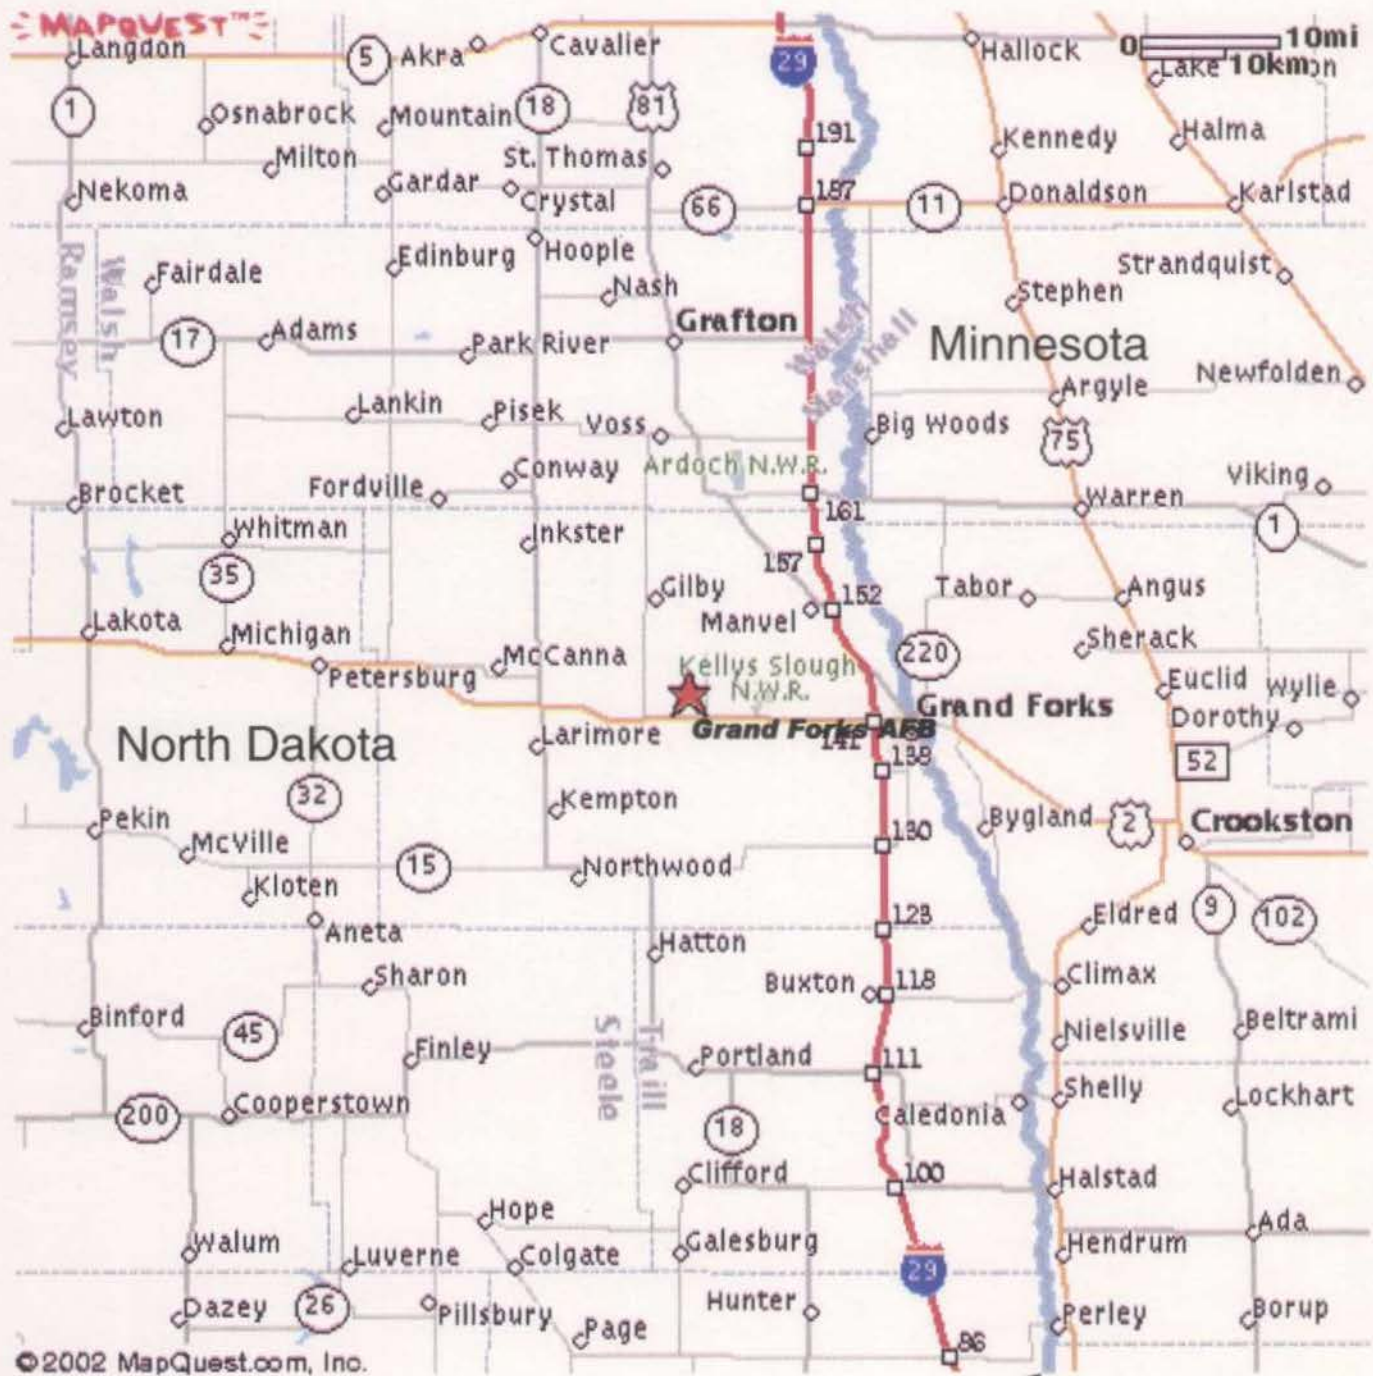 MAPQUEST™
Langdon
5
Akra
Cavalier
29
Hallock
0 10mi
10km
Lake
1
Osnabrock
Mountain
18
81
191
Kennedy
Halma
Milton
St. Thomas
Nekoma
Gardar
Crystal
66
187
11
Donaldson
Karlstad
Ramsey
Walsh
Fairdale
Edinburg
Hoople
Nash
Strandquist
Stephen
17
Adams
Park River
Grafton
Walsh
Marshall
Minnesota
Newfolden
Argyle
Lawton
Lankin
Pisek
Voss
Big Woods
75
Brocket
Fordville
Conway
Ardoch N.W.R.
Viking
Warren
161
1
Whitman
Inkster
157
35
Gilby
152
Tabor
Angus
Lakota
Michigan
Manvel
Sherack
McCanna
Kellys Slough
N.W.R.
220
Petersburg
Euclid
Wylie
Grand Forks
Dorothy
North Dakota
Larimore
Grand Forks AFB
141
138
52
32
Kempton
Pekin
McVille
130
Bygland
2
Crookston
15
Northwood
Kloten
Aneta
123
Eldred
9
102
Hatton
Sharon
Buxton
118
Climax
Binford
45
Finley
Steele
Traill
Portland
111
Nielsville
Beltrami
200
Cooperstown
18
Caledonia
Shelly
Lockhart
Clifford
100
Halstad
Hope
Ada
Walum
Luverne
Colgate
Galesburg
29
Hendrum
Dazey
26
Pillsbury
Page
Hunter
86
Perley
Borup
©2002 MapQuest.com, Inc.